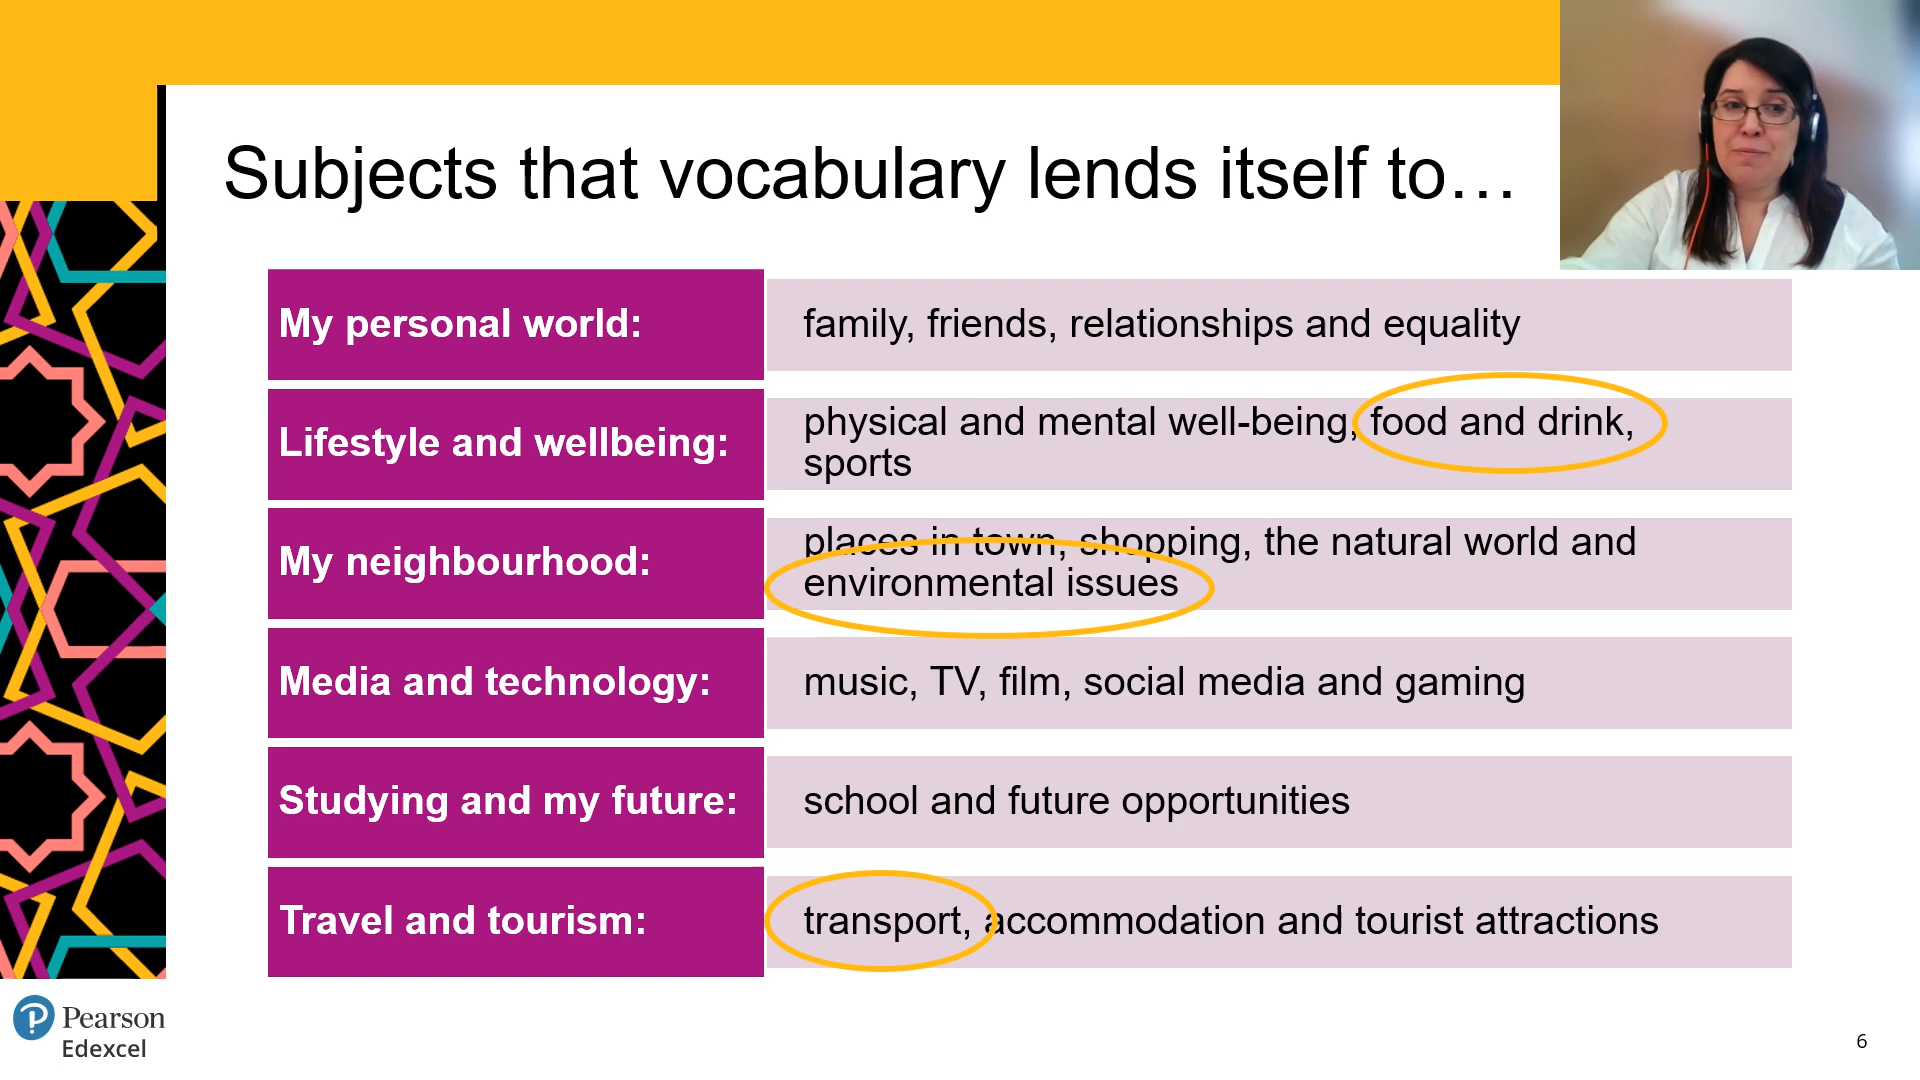 Subjects that vocabulary lends itself to…
My personal world:
family, friends, relationships and equality
Lifestyle and wellbeing:
physical and mental well-being, food and drink,
sports
My neighbourhood:
places in town, shopping, the natural world and
environmental issues
Media and technology:
music, TV, film, social media and gaming
Studying and my future:
school and future opportunities
Travel and tourism:
transport, accommodation and tourist attractions
Pearson
Edexcel
6